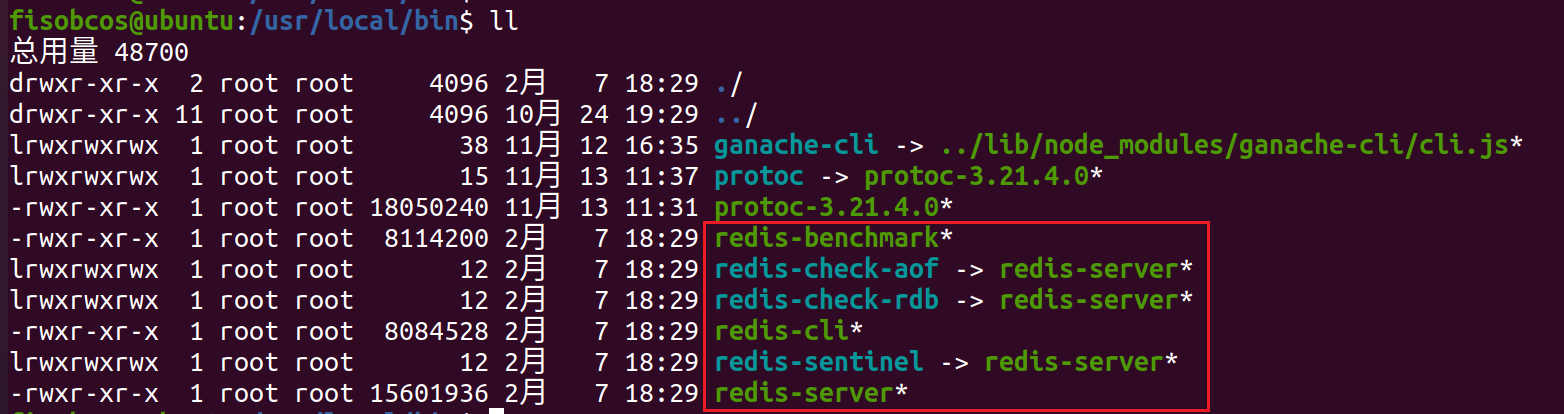 fisobcos@ubuntu:/usr/local/bin$ ll
总用量 48700
drwxr-xr-x  2 root root     4096 2月   7 18:29 ./
drwxr-xr-x 11 root root     4096 10月 24 19:29 ../
lrwxrwxrwx  1 root root       38 11月 12 16:35 ganache-cli -> ../lib/node_modules/ganache-cli/cli.js*
lrwxrwxrwx  1 root root       15 11月 13 11:37 protoc -> protoc-3.21.4.0*
-rwxr-xr-x  1 root root 18050240 11月 13 11:31 protoc-3.21.4.0*
-rwxr-xr-x  1 root root  8114200 2月   7 18:29 redis-benchmark*
lrwxrwxrwx  1 root root       12 2月   7 18:29 redis-check-aof -> redis-server*
lrwxrwxrwx  1 root root       12 2月   7 18:29 redis-check-rdb -> redis-server*
-rwxr-xr-x  1 root root  8084528 2月   7 18:29 redis-cli*
lrwxrwxrwx  1 root root       12 2月   7 18:29 redis-sentinel -> redis-server*
-rwxr-xr-x  1 root root 15601936 2月   7 18:29 redis-server*